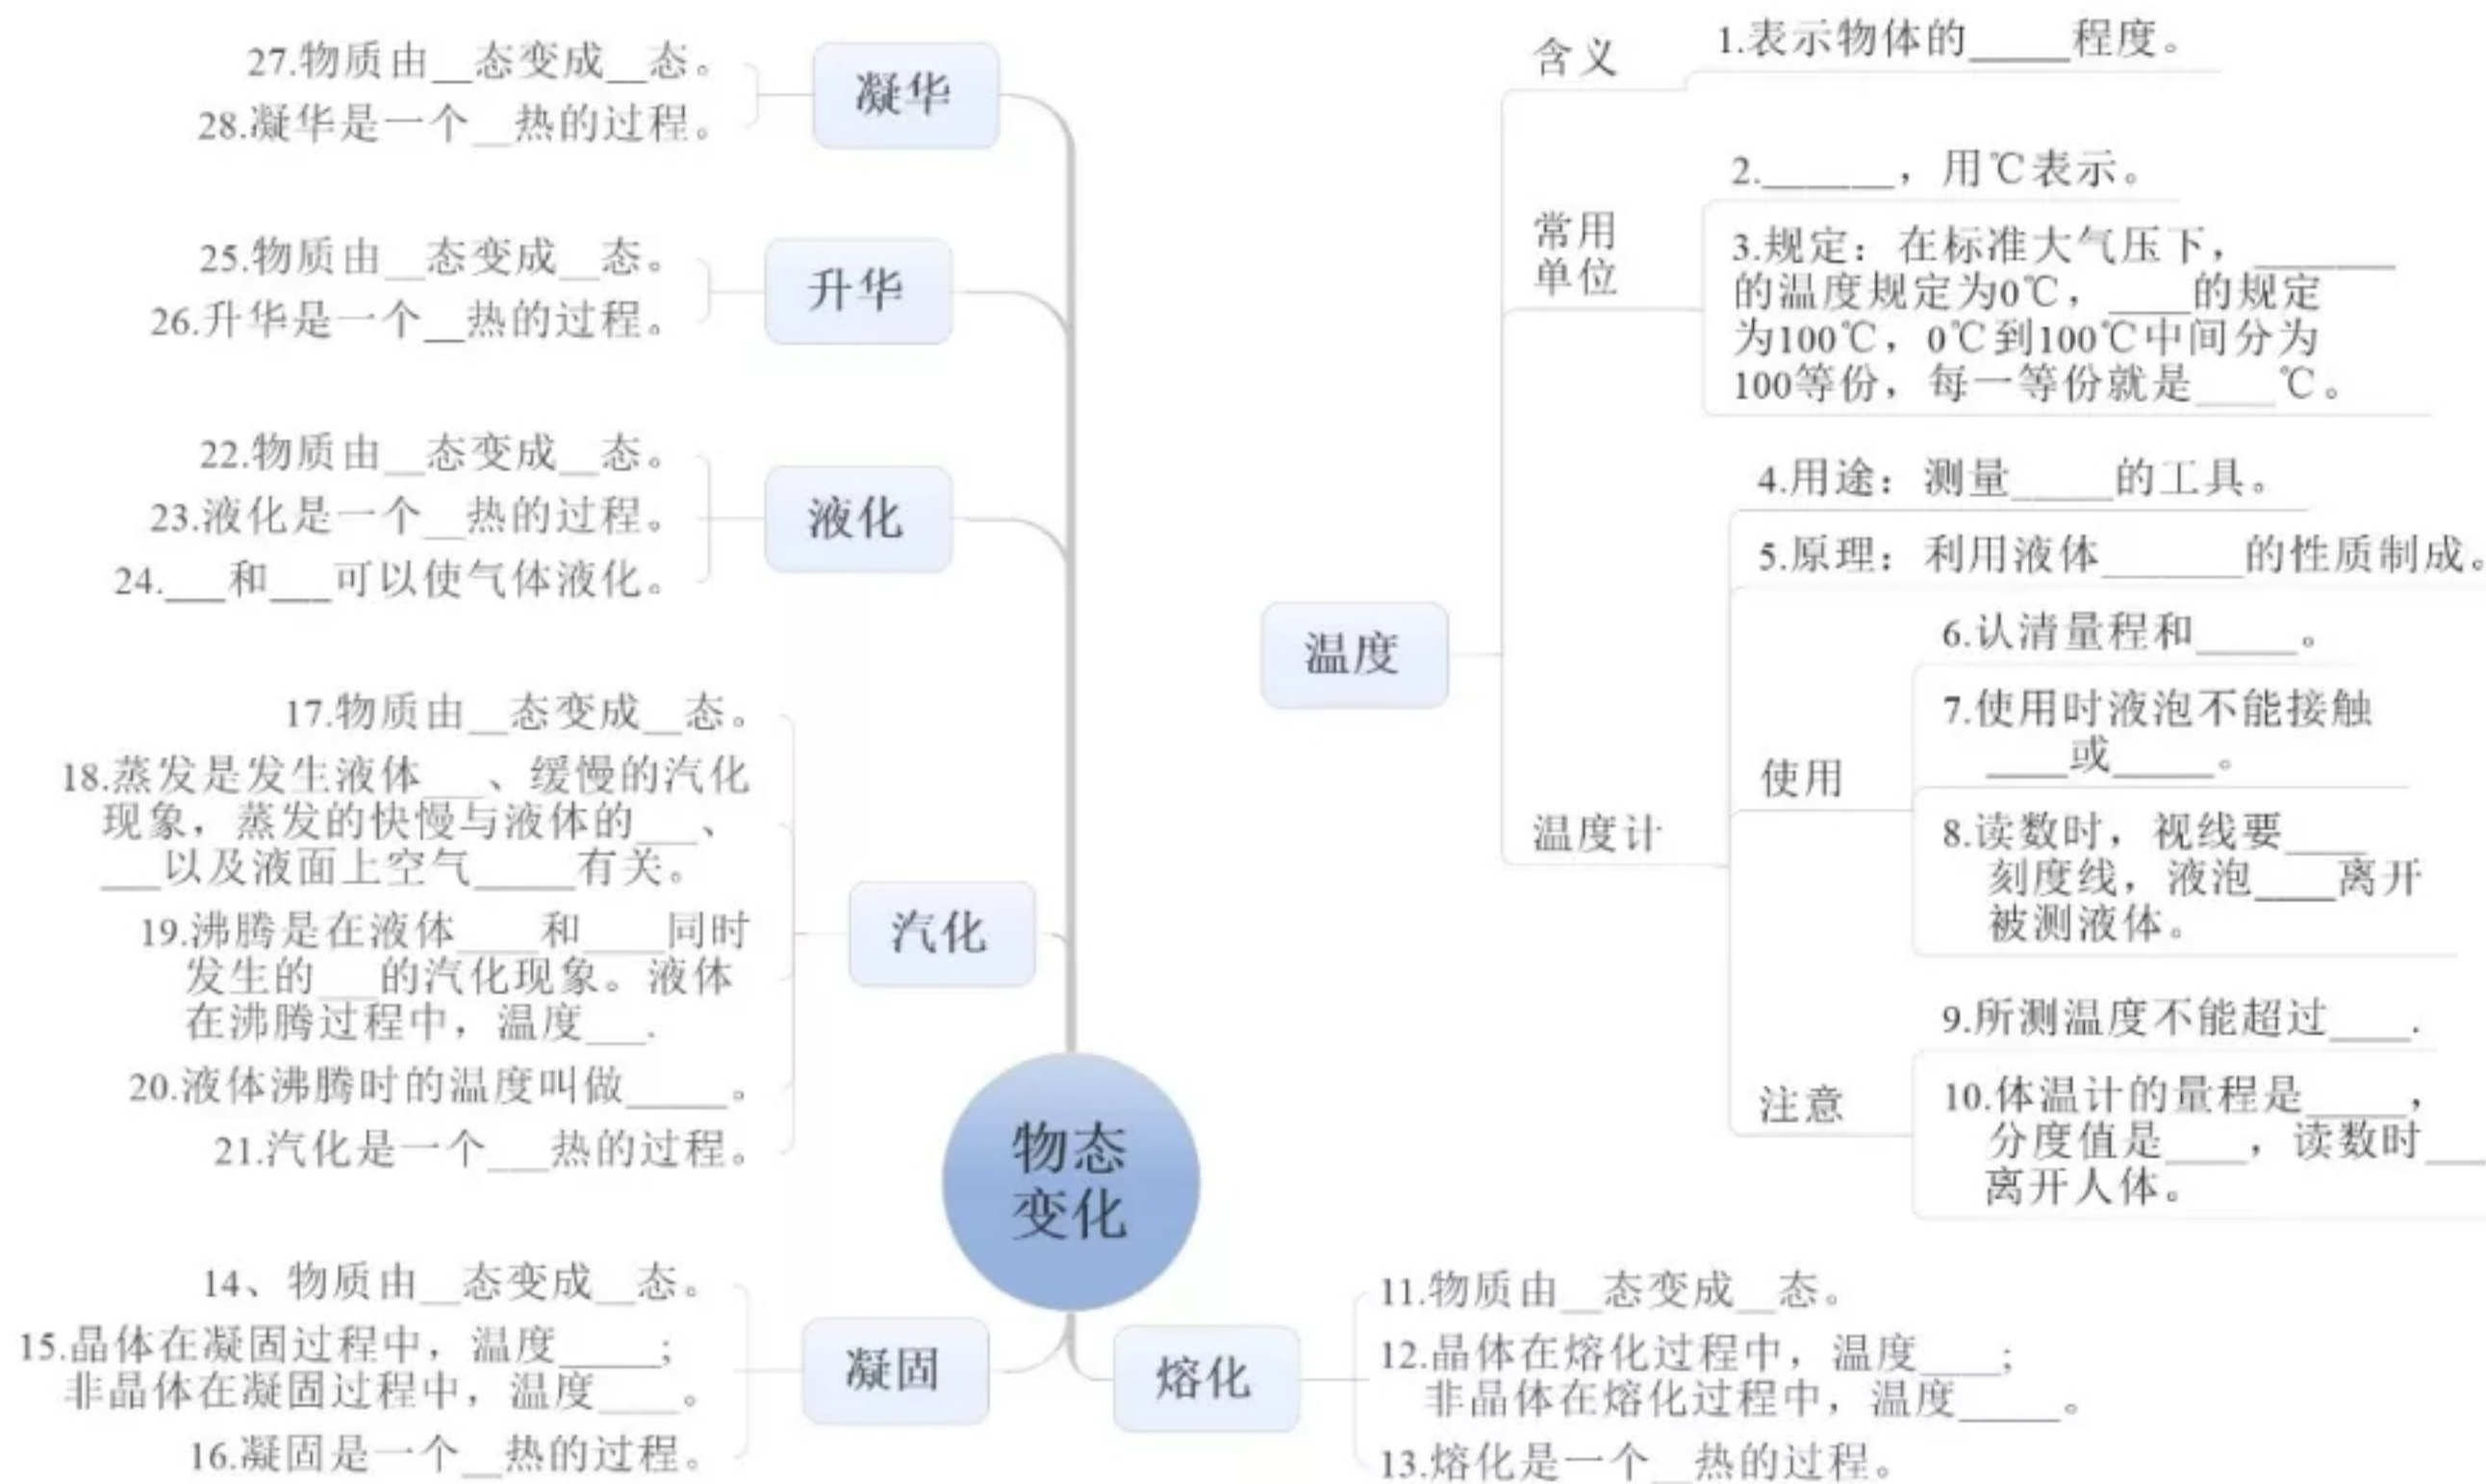 27.物质由__态变成__态。
28.凝华是一个__热的过程。
凝华
25.物质由__态变成__态。
26.升华是一个__热的过程。
升华
22.物质由__态变成__态。
23.液化是一个__热的过程。
24.___和___可以使气体液化。
液化
17.物质由__态变成__态。
18.蒸发是发生液体___、缓慢的汽化
现象，蒸发的快慢与液体的___、
___以及液面上空气_____有关。
19.沸腾是在液体____和____同时
发生的___的汽化现象。液体
在沸腾过程中，温度___.
20.液体沸腾时的温度叫做_____。
21.汽化是一个___热的过程。
汽化
14、物质由__态变成__态。
15.晶体在凝固过程中，温度_____;
非晶体在凝固过程中，温度____。
16.凝固是一个__热的过程。
凝固
物态
变化
温度
含义
1.表示物体的_____程度。
常用
单位
2.______，用℃表示。
3.规定：在标准大气压下，_______
的温度规定为0℃，____的规定
为100℃，0℃到100℃中间分为
100等份，每一等份就是____℃。
温度计
4.用途：测量_____的工具。
5.原理：利用液体_______的性质制成。
使用
6.认清量程和_____。
7.使用时液泡不能接触
____或_____。
8.读数时，视线要____
刻度线，液泡____离开
被测液体。
注意
9.所测温度不能超过____.
10.体温计的量程是_____，
分度值是____，读数时___
离开人体。
熔化
11.物质由__态变成__态。
12.晶体在熔化过程中，温度____;
非晶体在熔化过程中，温度_____。
13.熔化是一个__热的过程。